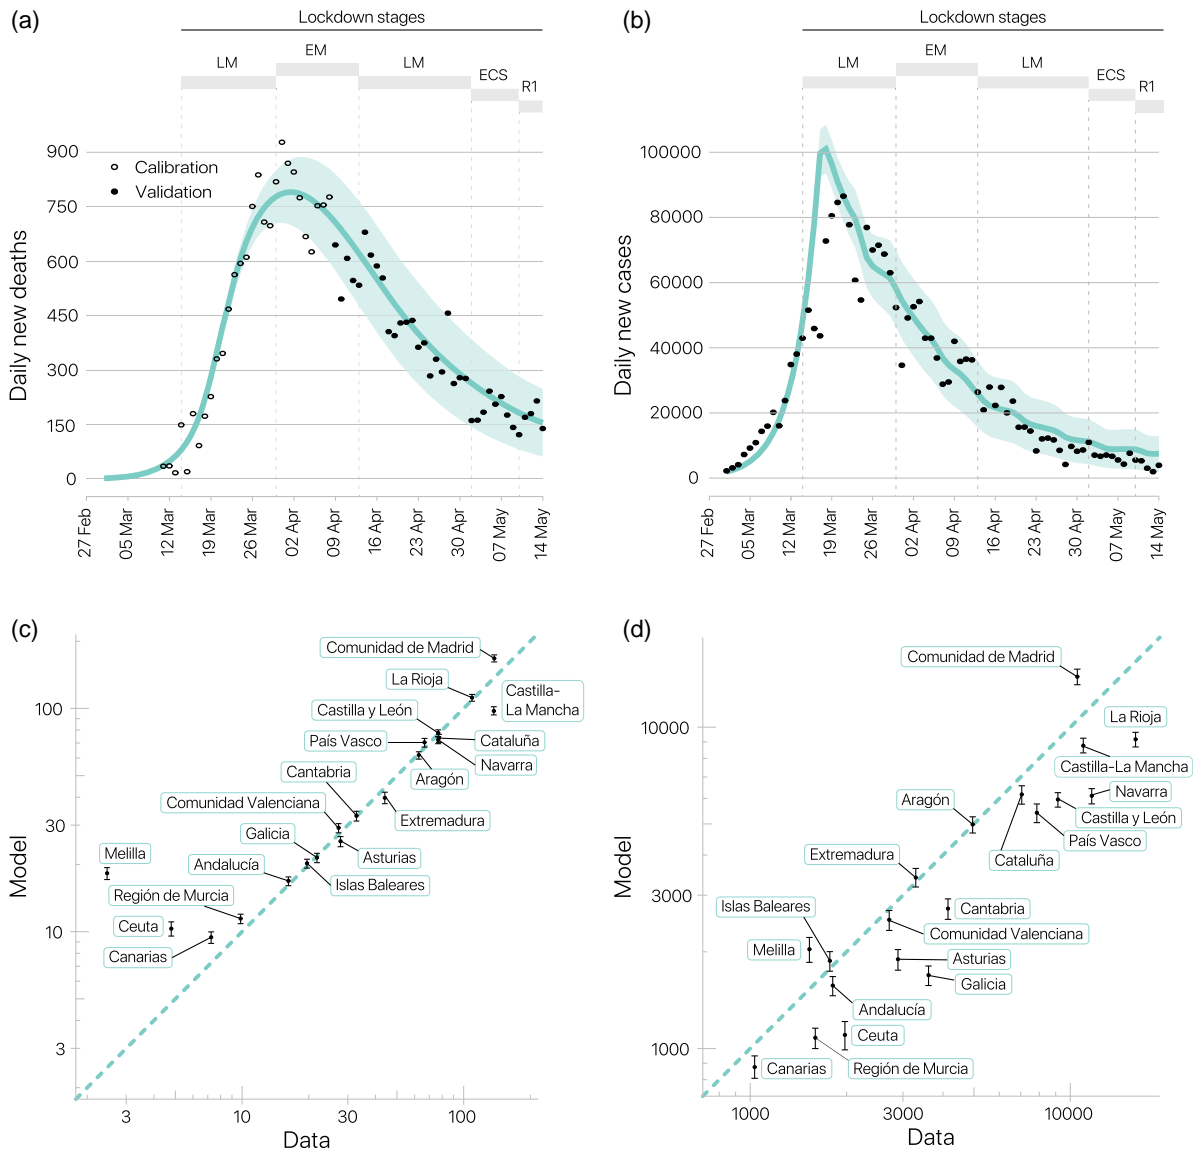 (a)
Lockdown stages
LM
EM
LM
ECS
R1
900
750
600
450
300
150
0
Daily new deaths
Calibration
Validation
27 Feb
05 Mar
12 Mar
19 Mar
26 Mar
02 Apr
09 Apr
16 Apr
23 Apr
30 Apr
07 May
14 May
(b)
Lockdown stages
LM
EM
LM
ECS
R1
100000
80000
60000
40000
20000
0
Daily new cases
27 Feb
05 Mar
12 Mar
19 Mar
26 Mar
02 Apr
09 Apr
16 Apr
23 Apr
30 Apr
07 May
14 May
(c)
Comunidad de Madrid
La Rioja
Castilla-
La Mancha
Castilla y León
País Vasco
Cataluña
Navarra
Aragón
Cantabria
Comunidad Valenciana
Extremadura
Galicia
Asturias
Melilla
Andalucía
Islas Baleares
Región de Murcia
Ceuta
Canarias
100
30
10
3
Model
3
10
30
100
Data
(d)
Comunidad de Madrid
La Rioja
Castilla-La Mancha
Navarra
Aragón
Castilla y León
País Vasco
Cataluña
Extremadura
Islas Baleares
Cantabria
Comunidad Valenciana
Melilla
Asturias
Galicia
Andalucía
Ceuta
Canarias
Región de Murcia
10000
3000
1000
Model
1000
3000
10000
Data